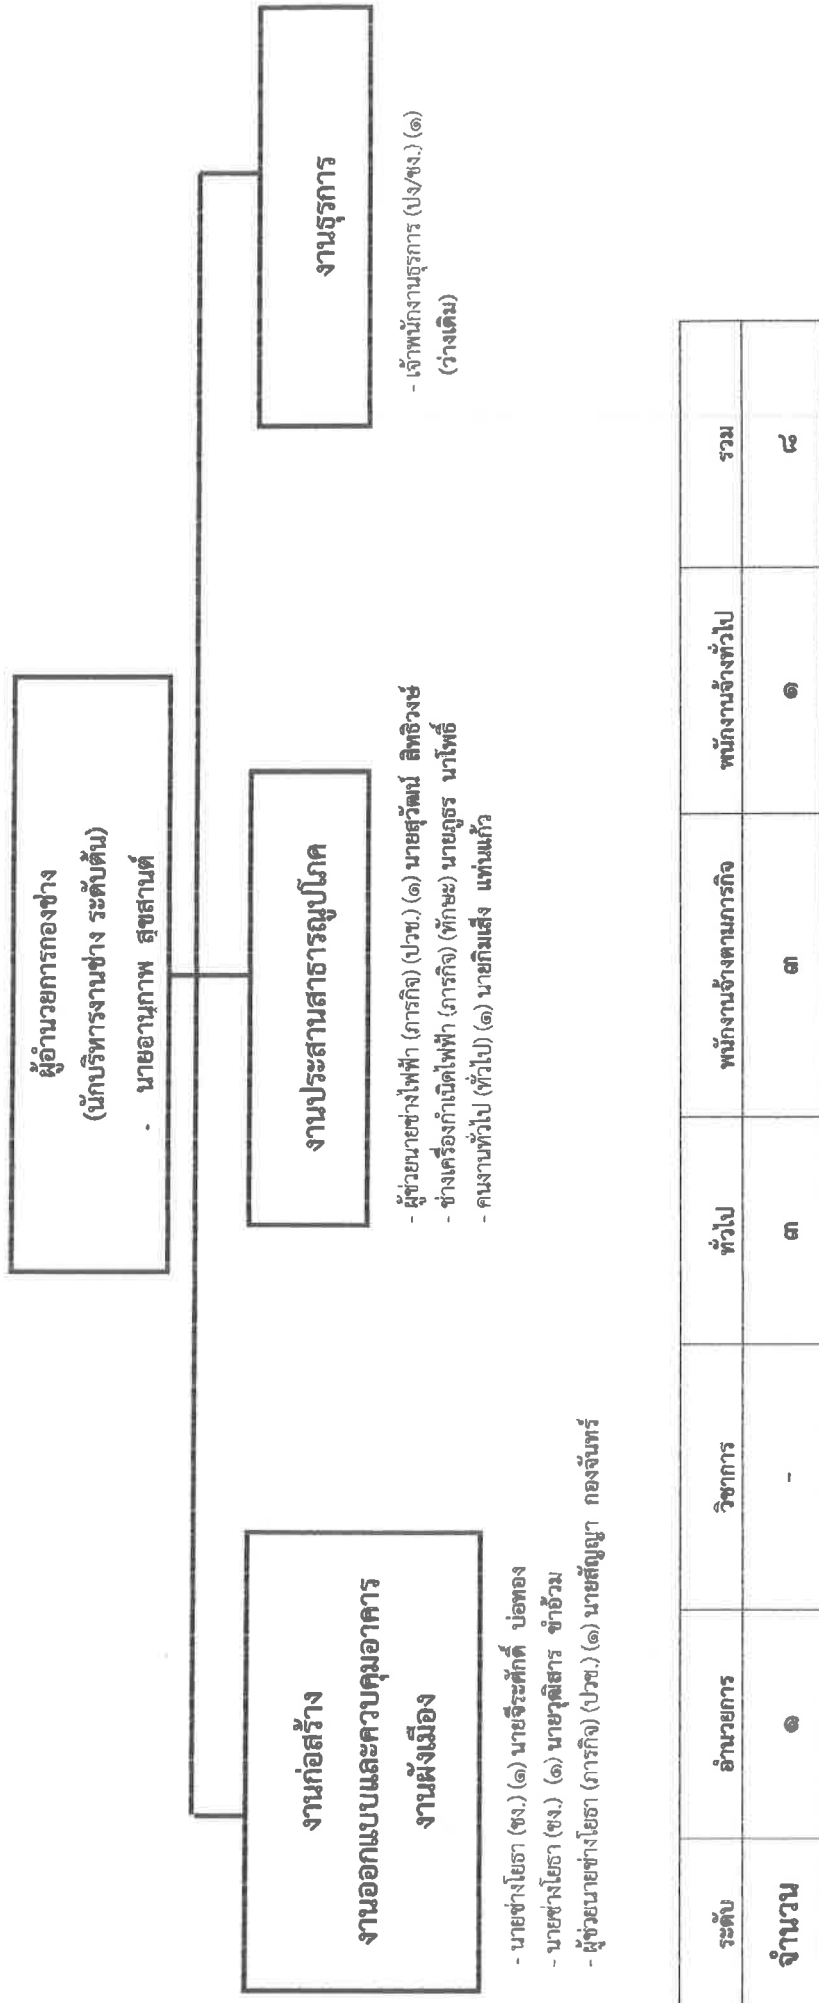 ผู้อำนวยการกองช่าง
(นักบริหารงานช่าง ระดับต้น)
- นายอานุภาพ สุขสานต์
งานก่อสร้าง
งานออกแบบและควบคุมอาคาร
งานผังเมือง
- นายช่างโยธา (ชง.) (๑) นายจีระศักดิ์ บ่อทอง
- นายช่างโยธา (ชง.) (๑) นายวุฒิสาร ขำอ้วม
- ผู้ช่วยนายช่างโยธา (ภารกิจ) (ปวช.) (๑) นายสัญญา กองจันทร์
งานประสานสาธารณูปโภค
- ผู้ช่วยนายช่างไฟฟ้า (ภารกิจ) (ปวช.) (๑) นายสุวัฒน์ สิทธิวงษ์
- ช่างเครื่องกำเนิดไฟฟ้า (ภารกิจ) (ทักษะ) นายภูธร นาโพธิ์
- คนงานทั่วไป (ทั่วไป) (๑) นายกิมเส็ง แท่นแก้ว
งานธุรการ
- เจ้าพนักงานธุรการ (ปง/ชง.) (๑)
(ว่างเดิม)
ระดับ อำนวยการ วิชาการ ทั่วไป พนักงานจ้างตามภารกิจ พนักงานจ้างทั่วไป รวม
จำนวน ๑ - ๓ ๓ ๑ ๘